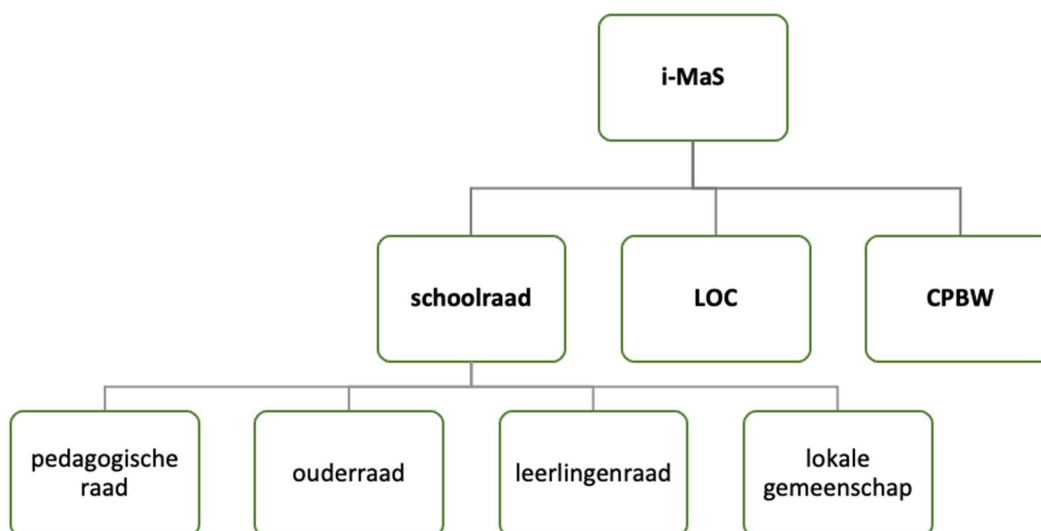 i-MaS
schoolraad
LOC
CPBW
pedagogische
raad
ouderraad
leerlingenraad
lokale
gemeenschap